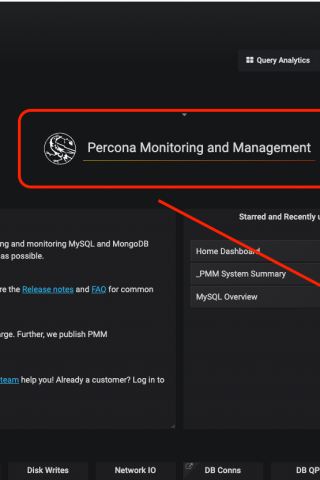 Query Analytics
Percona Monitoring and Management
Starred and Recently
ing and monitoring MySQL and MongoDB
as possible.
Home Dashboard
_PMM System Summary
re the Release notes and FAQ for common
MySQL Overview
arge. Further, we publish PMM
team help you! Already a customer? Log in to
Disk Writes
Network IO
DB Conns
DB QP